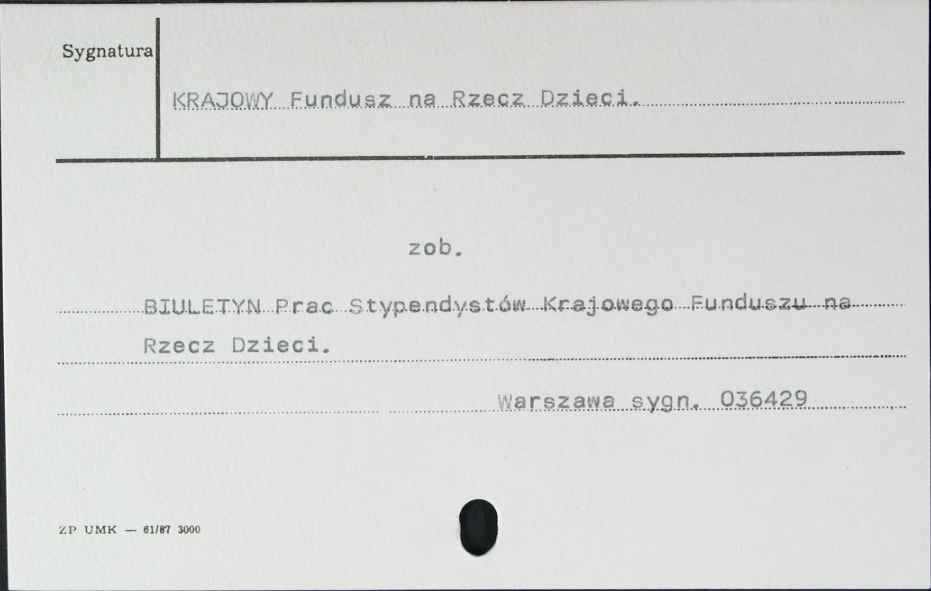 Sygnatura
KRAJOWY Fundusz na Rzecz Dzieci.
zob.
BIULETYN Prac Stypendystów Krajowego Funduszu na
Rzecz Dzieci.
Warszawa sygn. 036429
ZP UMK — 61/87 3000